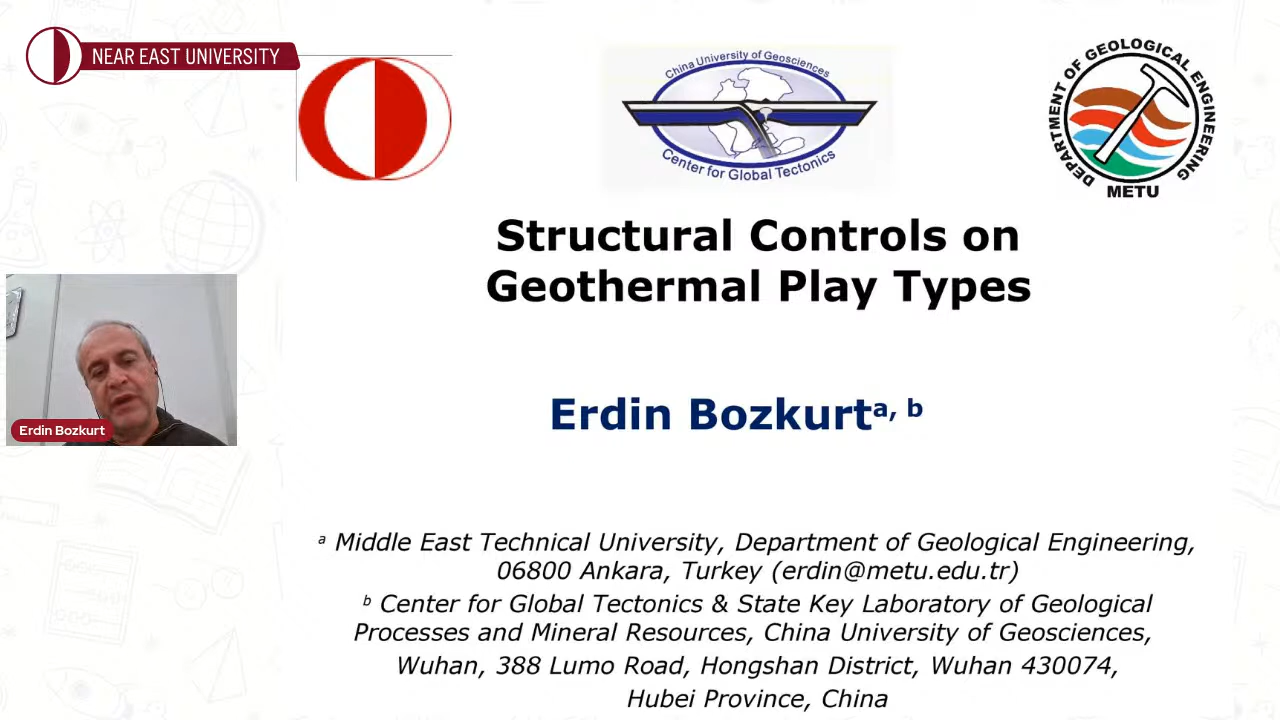 NEAR EAST UNIVERSITY
China University of Geosciences
Center for Global Tectonics
DEPARTMENT OF GEOLOGICAL ENGINEERING
METU
Structural Controls on
Geothermal Play Types
Erdin Bozkurt
Erdin Bozkurtᵃ, ᵇ
ᵃ Middle East Technical University, Department of Geological Engineering,
06800 Ankara, Turkey (erdin@metu.edu.tr)
ᵇ Center for Global Tectonics & State Key Laboratory of Geological
Processes and Mineral Resources, China University of Geosciences,
Wuhan, 388 Lumo Road, Hongshan District, Wuhan 430074,
Hubei Province, China